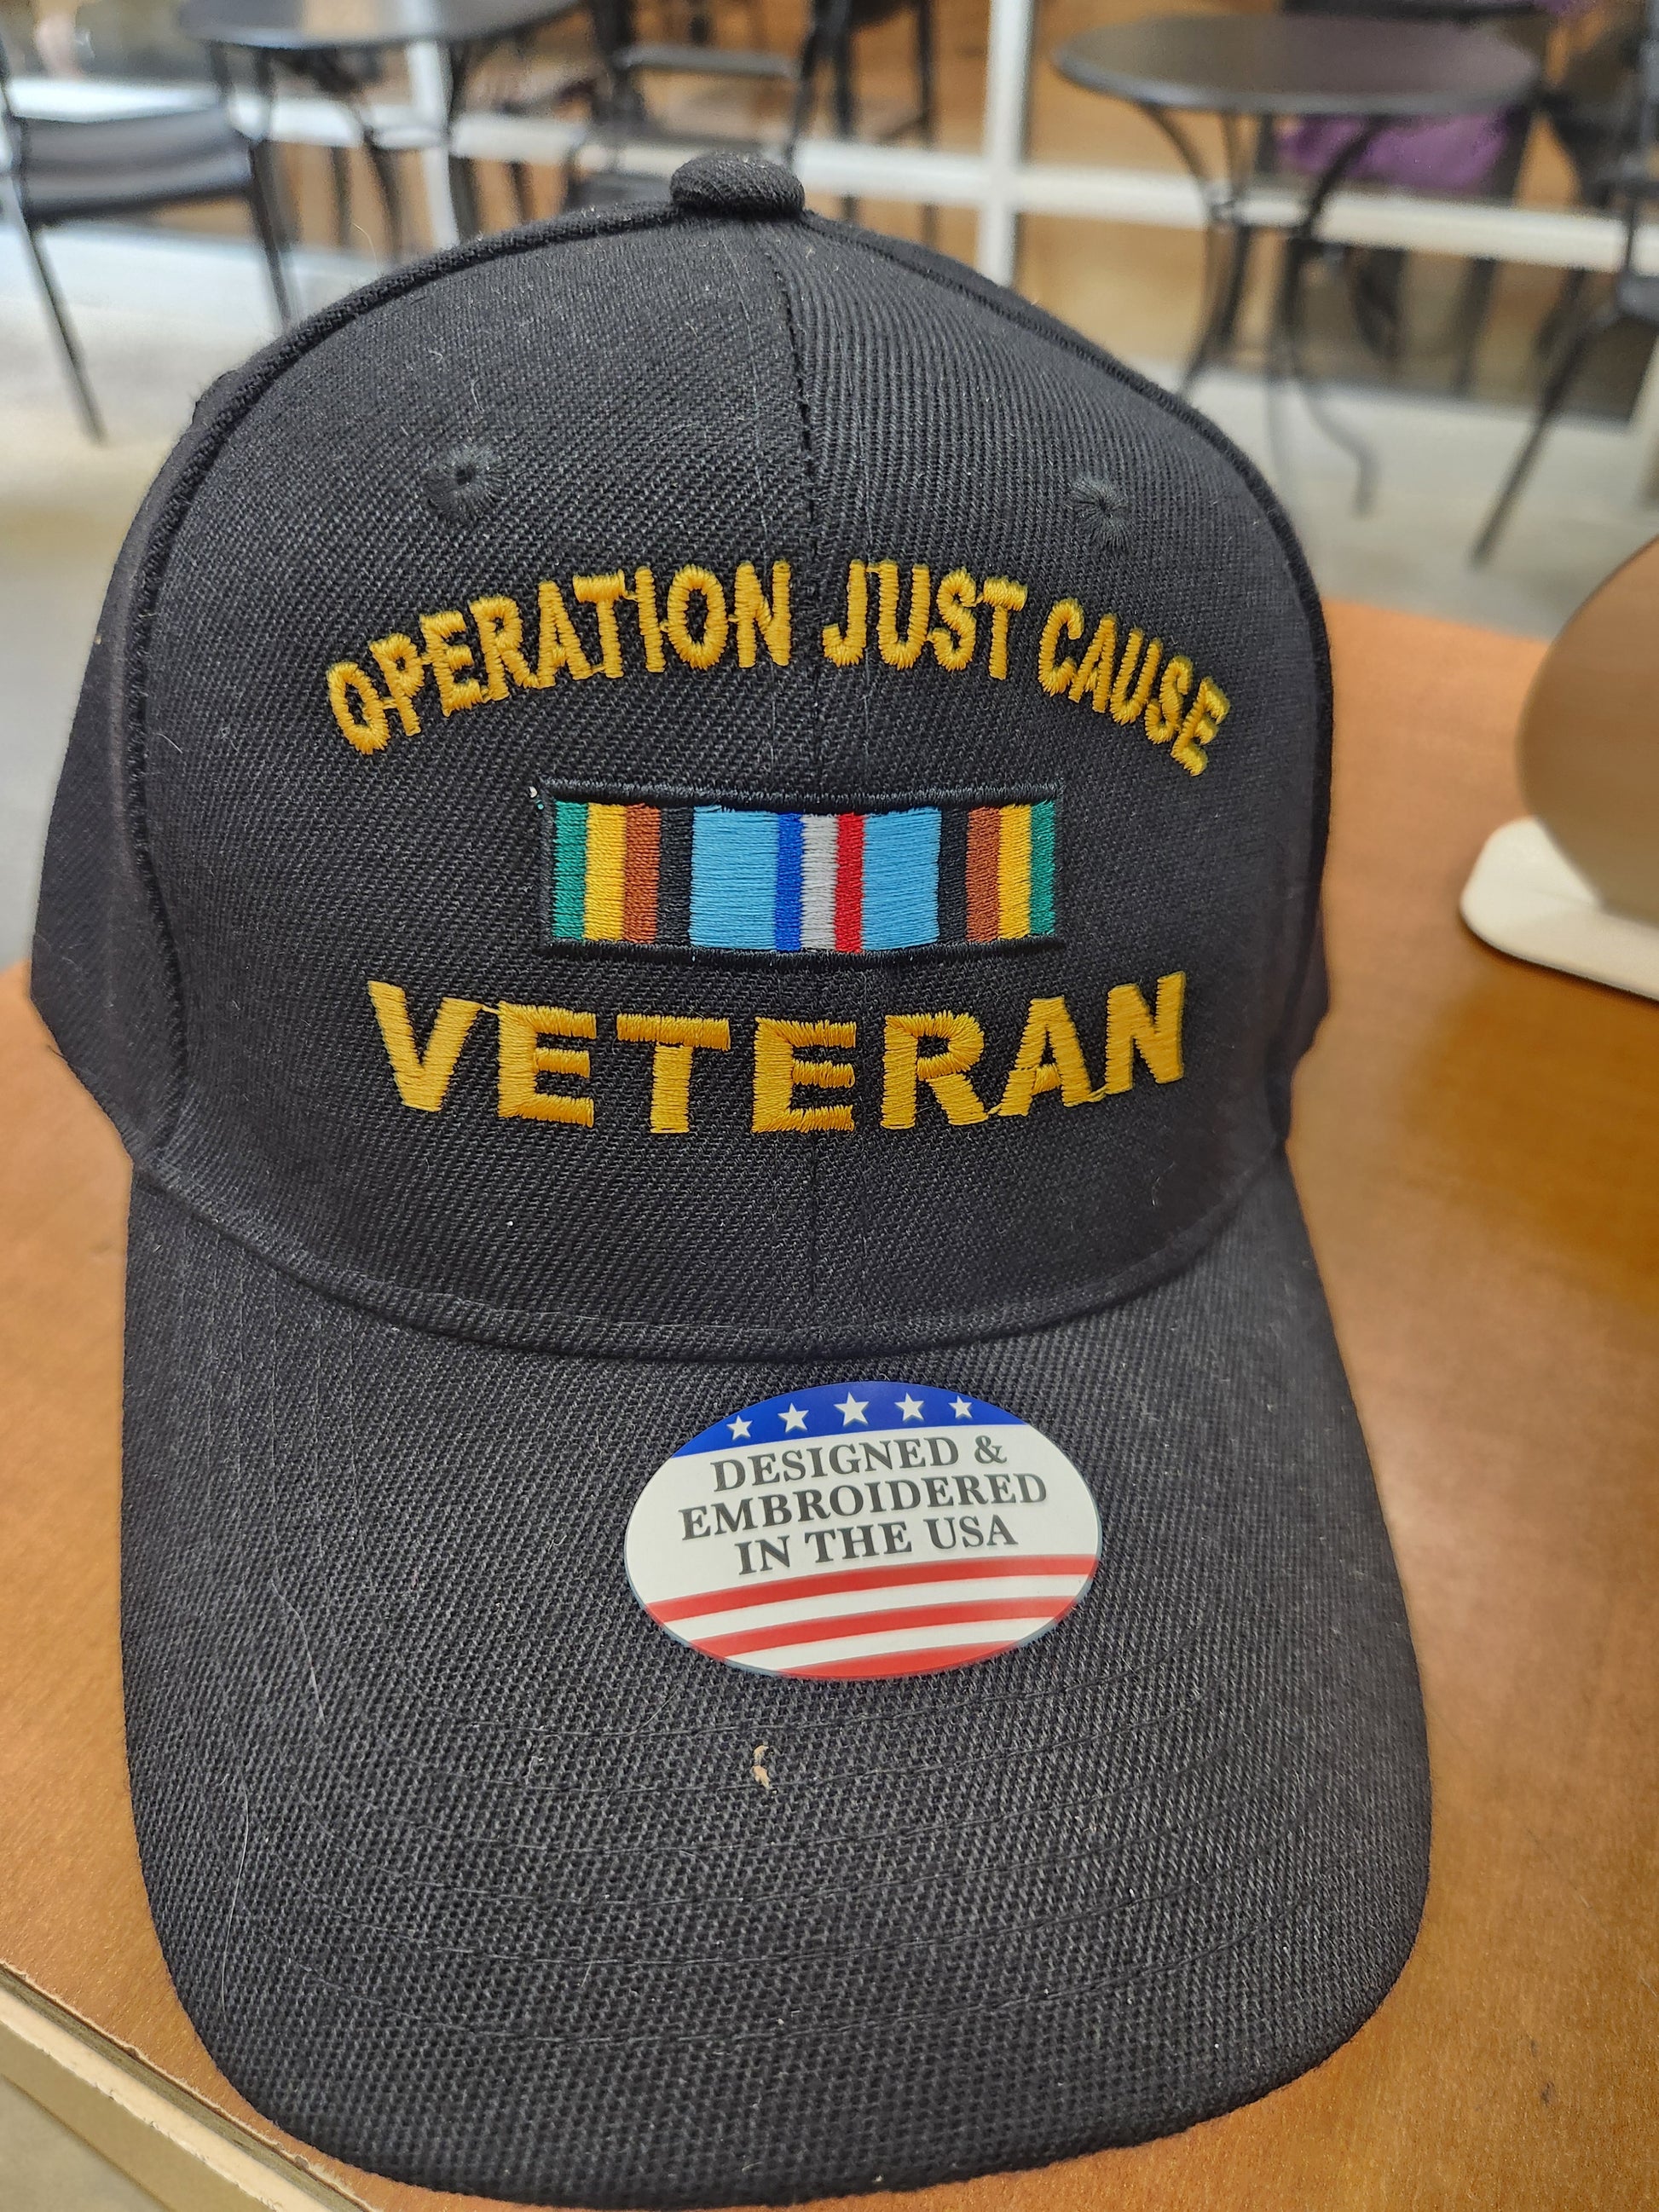 OPERATION JUST CAUSE
VETERAN
DESIGNED &
EMBROIDERED
IN THE USA